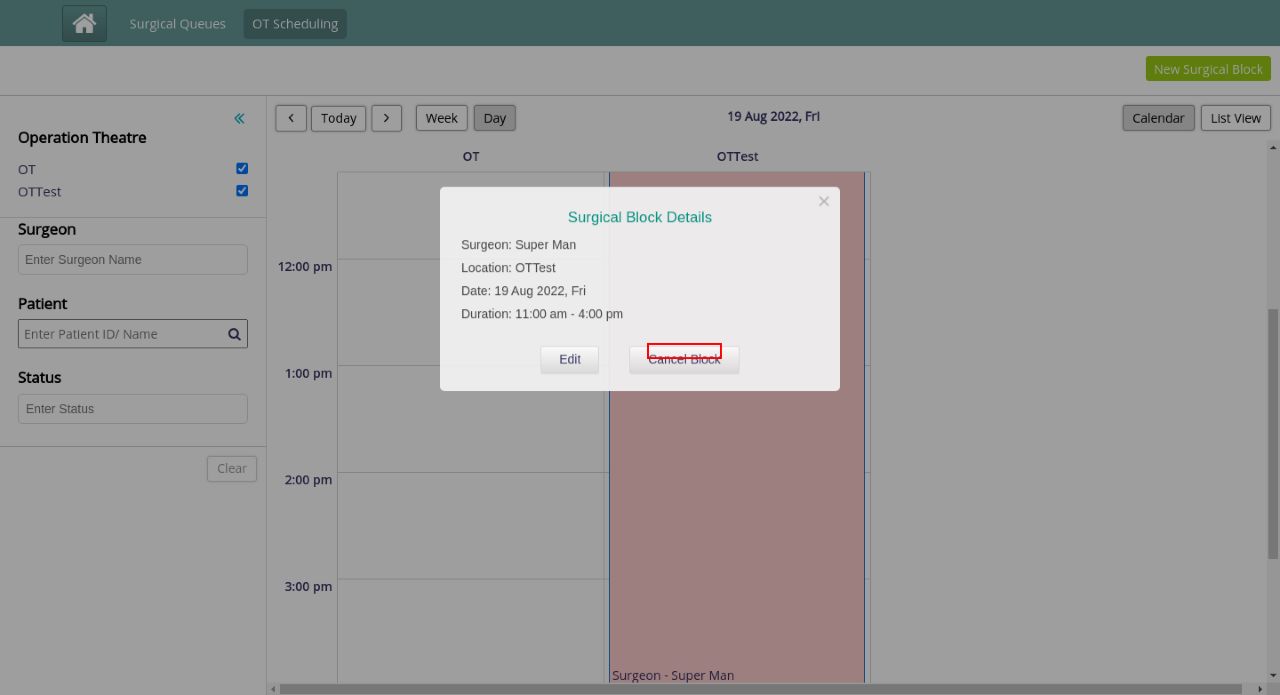 Surgical Queues
OT Scheduling
New Surgical Block
Today
Week
Day
19 Aug 2022, Fri
Calendar
List View
Operation Theatre
OT
OTTest
Surgeon
Enter Surgeon Name
Patient
Enter Patient ID/ Name
Status
Enter Status
Clear
OT
OTTest
12:00 pm
1:00 pm
2:00 pm
3:00 pm
Surgeon - Super Man
Surgical Block Details
Surgeon: Super Man
Location: OTTest
Date: 19 Aug 2022, Fri
Duration: 11:00 am - 4:00 pm
Edit
Cancel Block